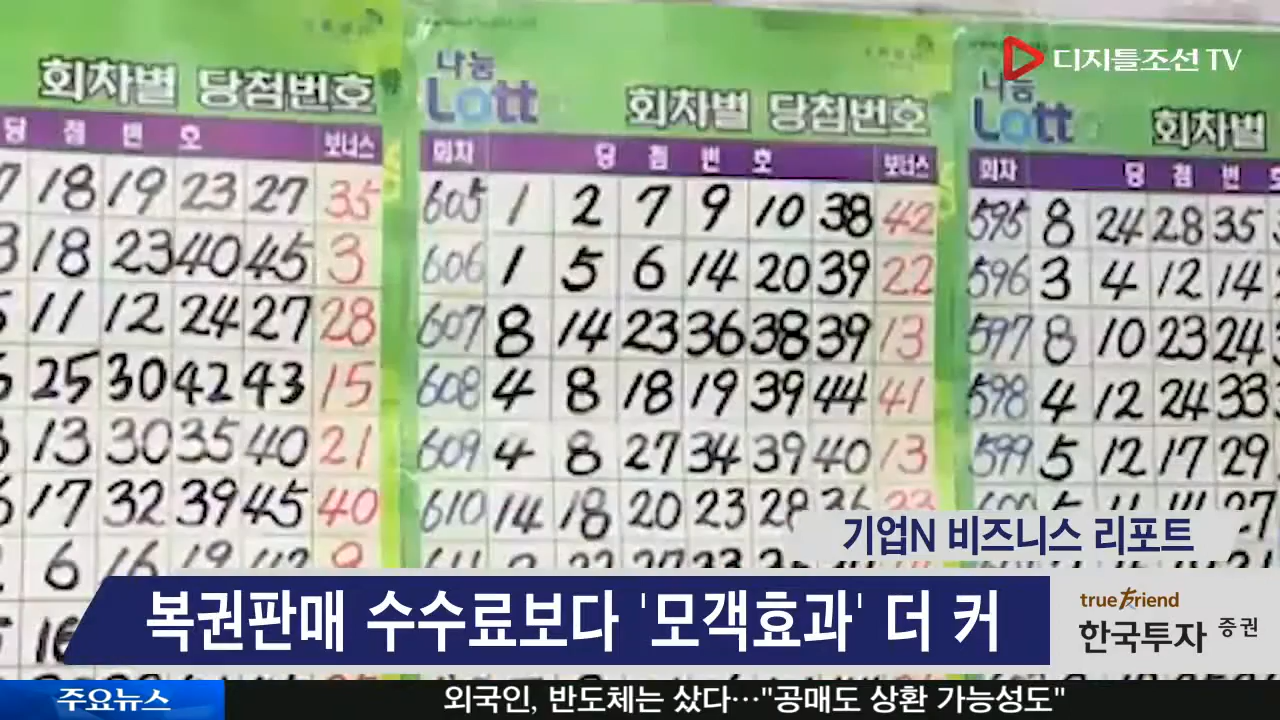 디지틀조선TV
회차별 당첨번호
당 첨 번 호 보너스
18 19 23 27 35
18 23 40 45 3
11 12 24 27 28
25 30 42 43 15
13 30 35 40 21
17 32 39 45 40
6 16 19
나눔
Lotto
회차별 당첨번호
회차 당 첨 번 호 보너스
605 1 2 7 9 10 38 42
606 1 5 6 14 20 39 22
607 8 14 23 36 38 39 13
608 4 8 18 19 39 44 41
609 4 8 27 34 39 40 13
610 14 18 20 23 28 36
나눔
Lotto
회차별
회차 당 첨 번 호
595 8 24 28 35
596 3 4 12 14
597 8 10 23 24
598 4 12 24 33
599 5 12 17 29
기업N 비즈니스 리포트
복권판매 수수료보다 '모객효과' 더 커
true Friend
한국투자 증권
주요뉴스
외국인, 반도체는 샀다…"공매도 상환 가능성도"